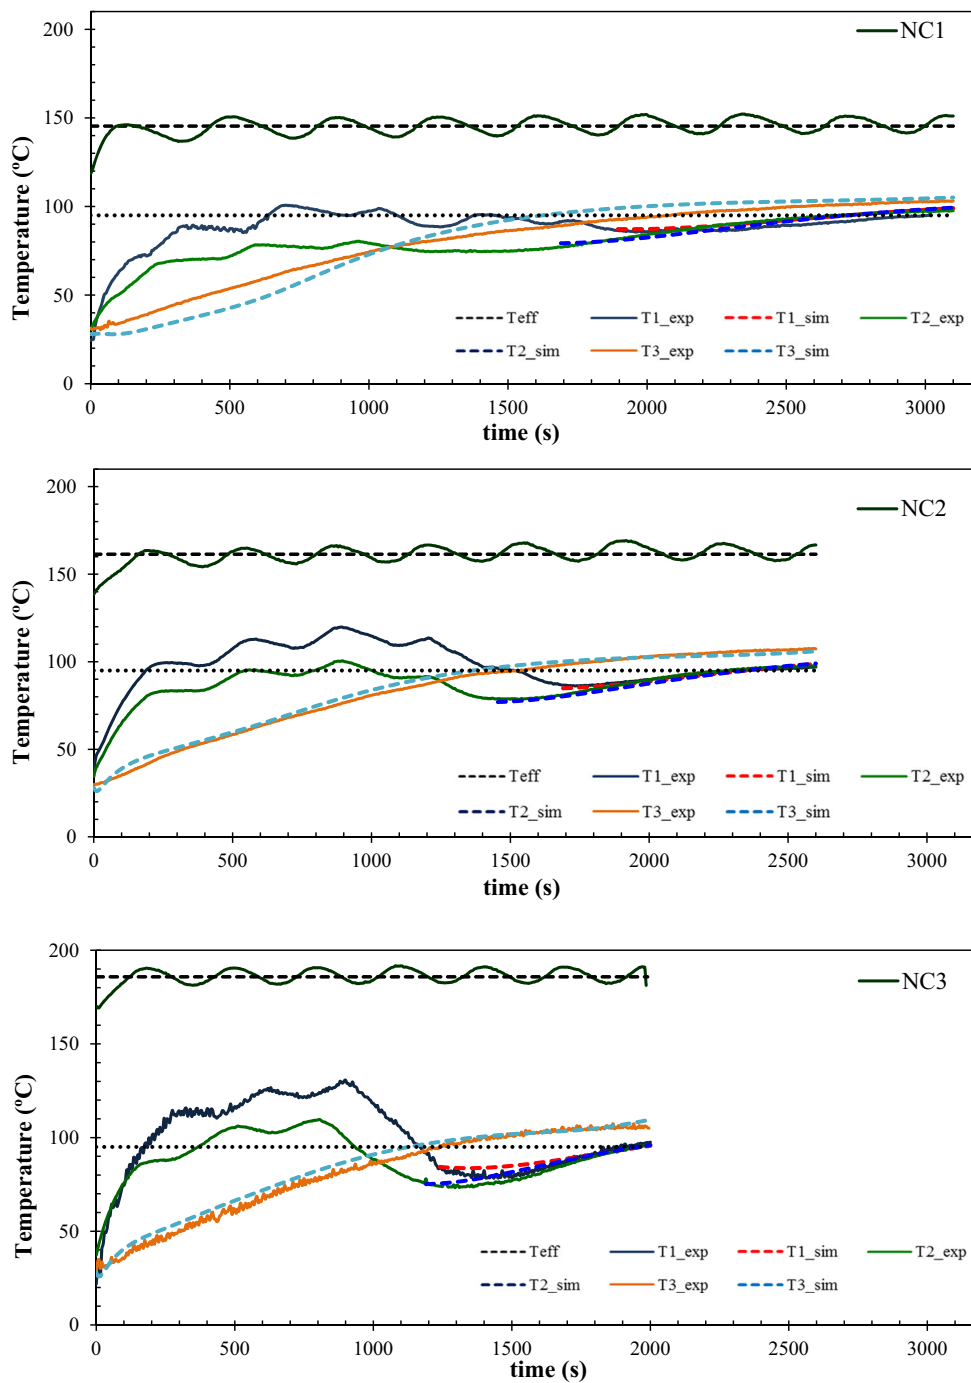 200
NC1
150
100
50
0
Temperature (ºC)
Teff T1_exp T1_sim T2_exp
T2_sim T3_exp T3_sim
0 500 1000 1500 2000 2500 3000
time (s)
200
NC2
150
100
50
0
Temperature (ºC)
Teff T1_exp T1_sim T2_exp
T2_sim T3_exp T3_sim
0 500 1000 1500 2000 2500 3000
time (s)
200
NC3
150
100
50
0
Temperature (ºC)
Teff T1_exp T1_sim T2_exp
T2_sim T3_exp T3_sim
0 500 1000 1500 2000 2500 3000
time (s)